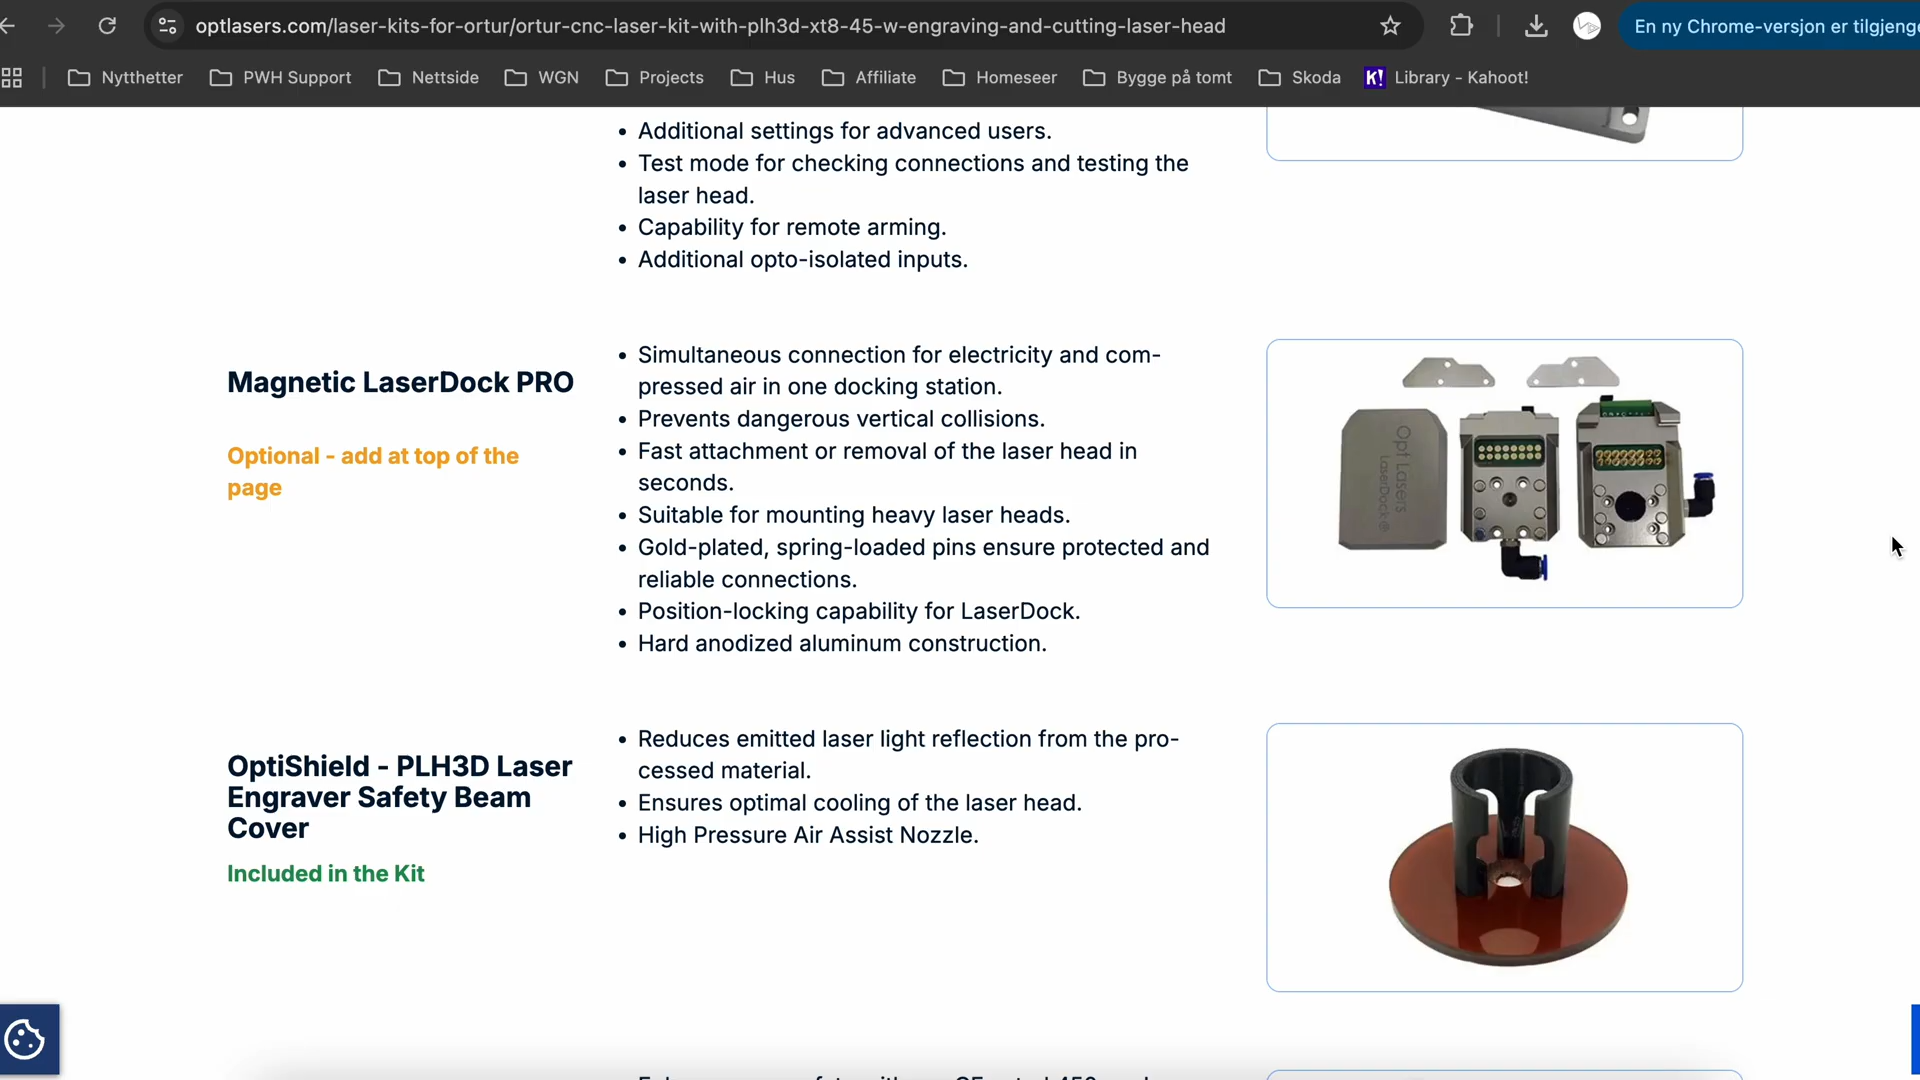 optlasers.com/laser-kits-for-ortur/ortur-cnc-laser-kit-with-plh3d-xt8-45-w-engraving-and-cutting-laser-head
En ny Chrome-versjon er tilgjenge
Nytthetter
PWH Support
Nettside
WGN
Projects
Hus
Affiliate
Homeseer
Bygge på tomt
Skoda
K!
Library - Kahoot!
• Additional settings for advanced users.
• Test mode for checking connections and testing the
laser head.
• Capability for remote arming.
• Additional opto-isolated inputs.
Magnetic LaserDock PRO
Optional - add at top of the
page
• Simultaneous connection for electricity and com-
pressed air in one docking station.
• Prevents dangerous vertical collisions.
• Fast attachment or removal of the laser head in
seconds.
• Suitable for mounting heavy laser heads.
• Gold-plated, spring-loaded pins ensure protected and
reliable connections.
• Position-locking capability for LaserDock.
• Hard anodized aluminum construction.
Opt Lasers
LaserDock®
OptiShield - PLH3D Laser
Engraver Safety Beam
Cover
Included in the Kit
• Reduces emitted laser light reflection from the pro-
cessed material.
• Ensures optimal cooling of the laser head.
• High Pressure Air Assist Nozzle.